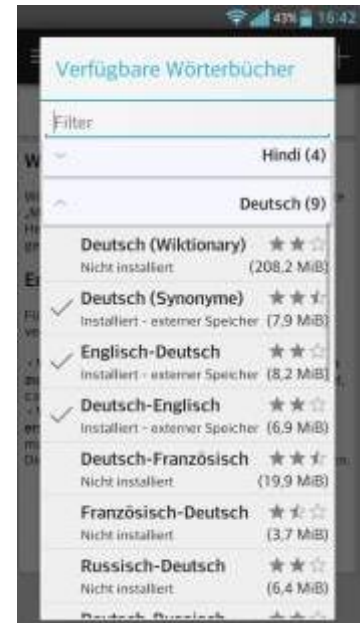 43% 16:42
Verfügbare Wörterbücher
Filter
Hindi (4)
Deutsch (9)
Deutsch (Wiktionary)
Nicht installiert (208,2 MiB)
Deutsch (Synonyme)
Installiert - externer Speicher (7,9 MiB)
Englisch-Deutsch
Installiert - externer Speicher (8,2 MiB)
Deutsch-Englisch
Installiert - externer Speicher (6,9 MiB)
Deutsch-Französisch
Nicht installiert (19,9 MiB)
Französisch-Deutsch
Nicht installiert (3,7 MiB)
Russisch-Deutsch
Nicht installiert (6,4 MiB)
Deutsch-Russisch